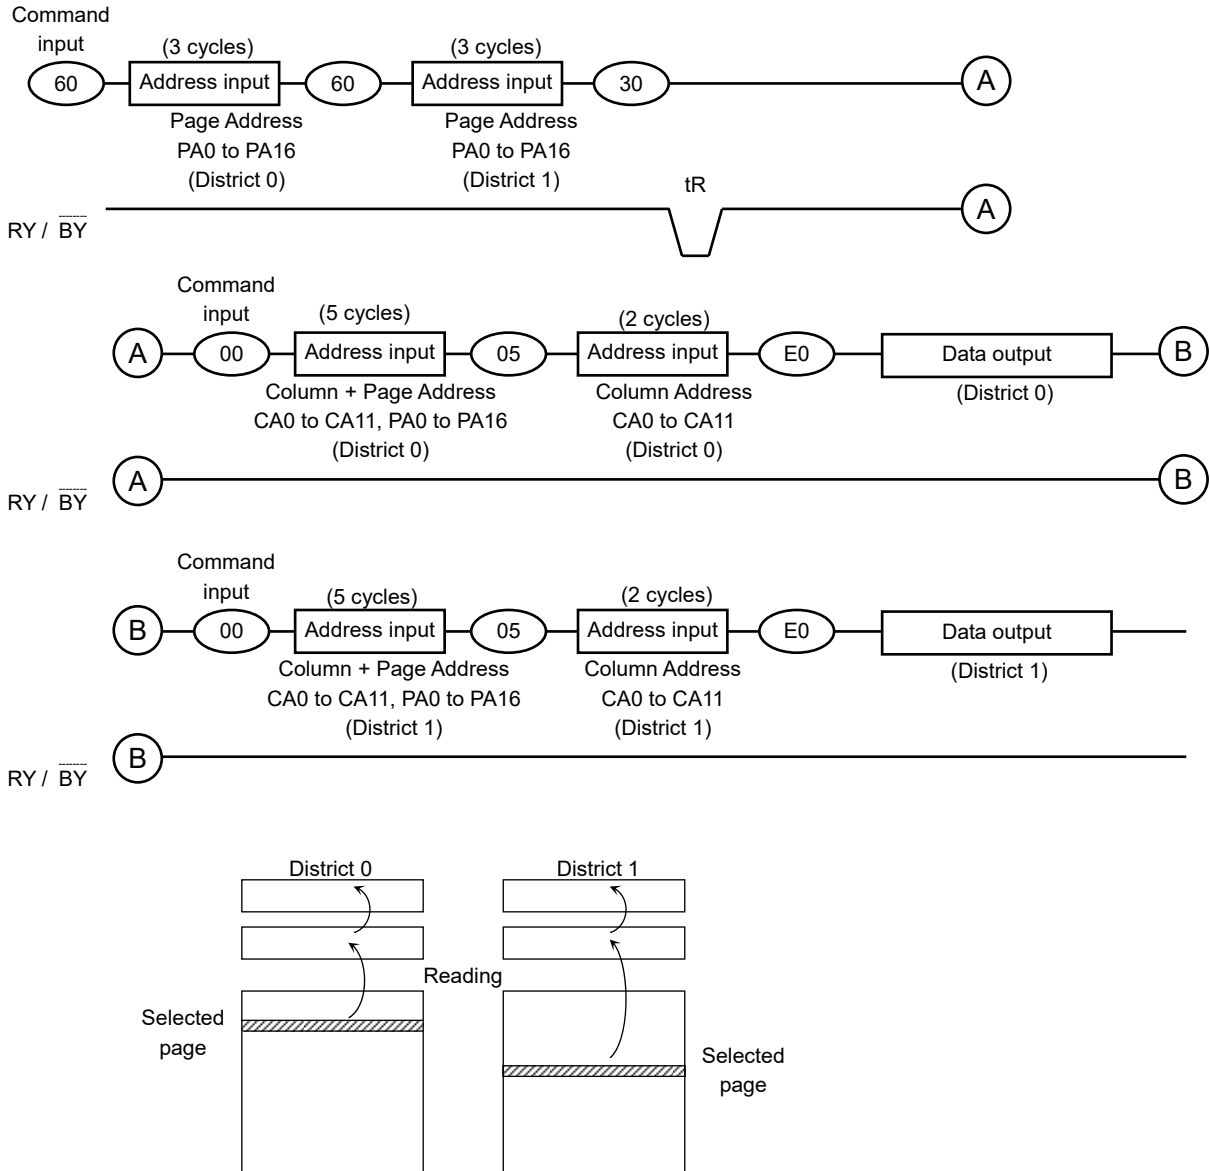 Command
input
(3 cycles) (3 cycles)
60 Address input 60 Address input 30 A
Page Address Page Address
PA0 to PA16 PA0 to PA16
(District 0) (District 1)
tR
RY / BY A
Command
input
(5 cycles) (2 cycles)
A 00 Address input 05 Address input E0 Data output B
Column + Page Address Column Address (District 0)
CA0 to CA11, PA0 to PA16 CA0 to CA11
(District 0) (District 0)
RY / BY A B
Command
input
(5 cycles) (2 cycles)
B 00 Address input 05 Address input E0 Data output
Column + Page Address Column Address (District 1)
CA0 to CA11, PA0 to PA16 CA0 to CA11
(District 1) (District 1)
RY / BY B
District 0 District 1
Reading
Selected
page
Selected
page